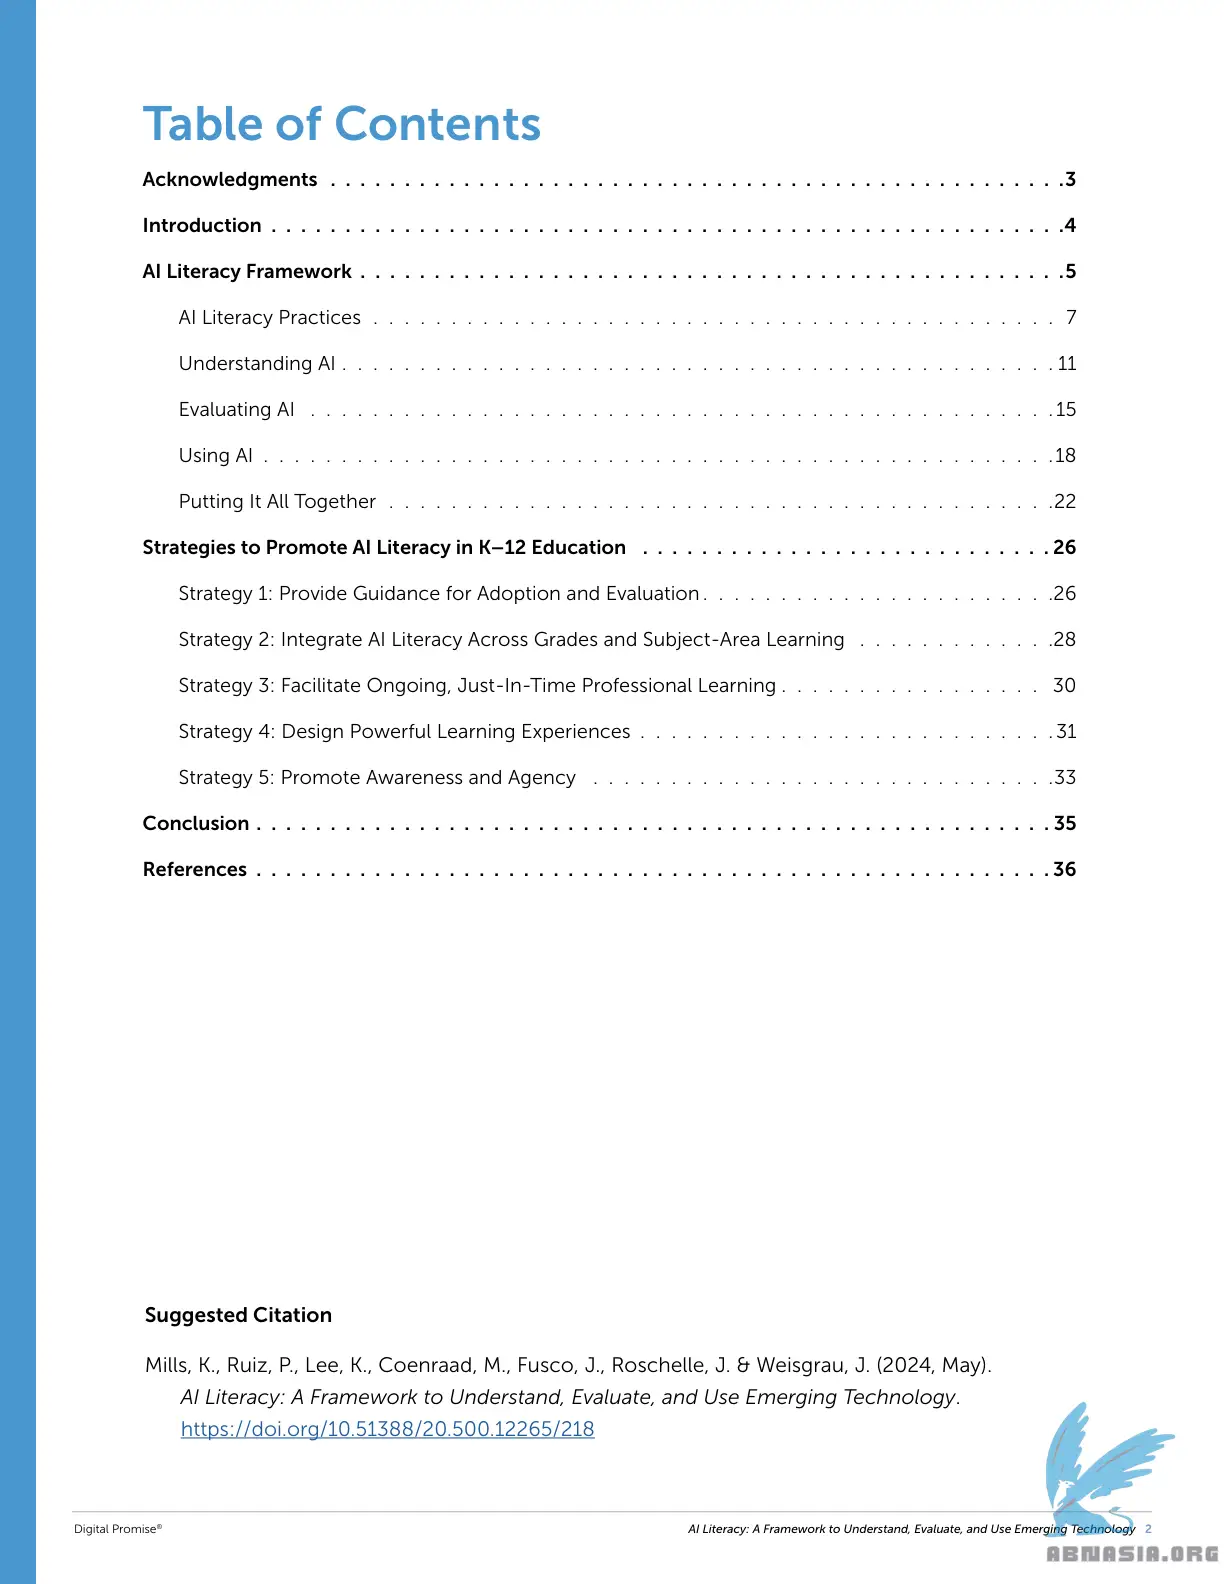 Table of Contents
Acknowledgments . . . . . . . . . . . . . . . . . . . . . . . . . . . . . . . . . . . . . . . . . . . . . . . . . .3
Introduction . . . . . . . . . . . . . . . . . . . . . . . . . . . . . . . . . . . . . . . . . . . . . . . . . . . . . .4
AI Literacy Framework . . . . . . . . . . . . . . . . . . . . . . . . . . . . . . . . . . . . . . . . . . . . . . . .5
AI Literacy Practices . . . . . . . . . . . . . . . . . . . . . . . . . . . . . . . . . . . . . . . . . . . . 7
Understanding AI . . . . . . . . . . . . . . . . . . . . . . . . . . . . . . . . . . . . . . . . . . . . . . 11
Evaluating AI . . . . . . . . . . . . . . . . . . . . . . . . . . . . . . . . . . . . . . . . . . . . . . . .15
Using AI . . . . . . . . . . . . . . . . . . . . . . . . . . . . . . . . . . . . . . . . . . . . . . . . . . .18
Putting It All Together . . . . . . . . . . . . . . . . . . . . . . . . . . . . . . . . . . . . . . . . . . .22
Strategies to Promote AI Literacy in K–12 Education . . . . . . . . . . . . . . . . . . . . . . . . . . . . 26
Strategy 1: Provide Guidance for Adoption and Evaluation . . . . . . . . . . . . . . . . . . . . . . .26
Strategy 2: Integrate AI Literacy Across Grades and Subject-Area Learning . . . . . . . . . . . . .28
Strategy 3: Facilitate Ongoing, Just-In-Time Professional Learning . . . . . . . . . . . . . . . . . 30
Strategy 4: Design Powerful Learning Experiences . . . . . . . . . . . . . . . . . . . . . . . . . . .31
Strategy 5: Promote Awareness and Agency . . . . . . . . . . . . . . . . . . . . . . . . . . . . . .33
Conclusion . . . . . . . . . . . . . . . . . . . . . . . . . . . . . . . . . . . . . . . . . . . . . . . . . . . . . . 35
References . . . . . . . . . . . . . . . . . . . . . . . . . . . . . . . . . . . . . . . . . . . . . . . . . . . . . . 36
Suggested Citation
Mills, K., Ruiz, P., Lee, K., Coenraad, M., Fusco, J., Roschelle, J. & Weisgrau, J. (2024, May).
AI Literacy: A Framework to Understand, Evaluate, and Use Emerging Technology.
https://doi.org/10.51388/20.500.12265/218
Digital Promise® AI Literacy: A Framework to Understand, Evaluate, and Use Emerging Technology 2
ABNASIA.ORG